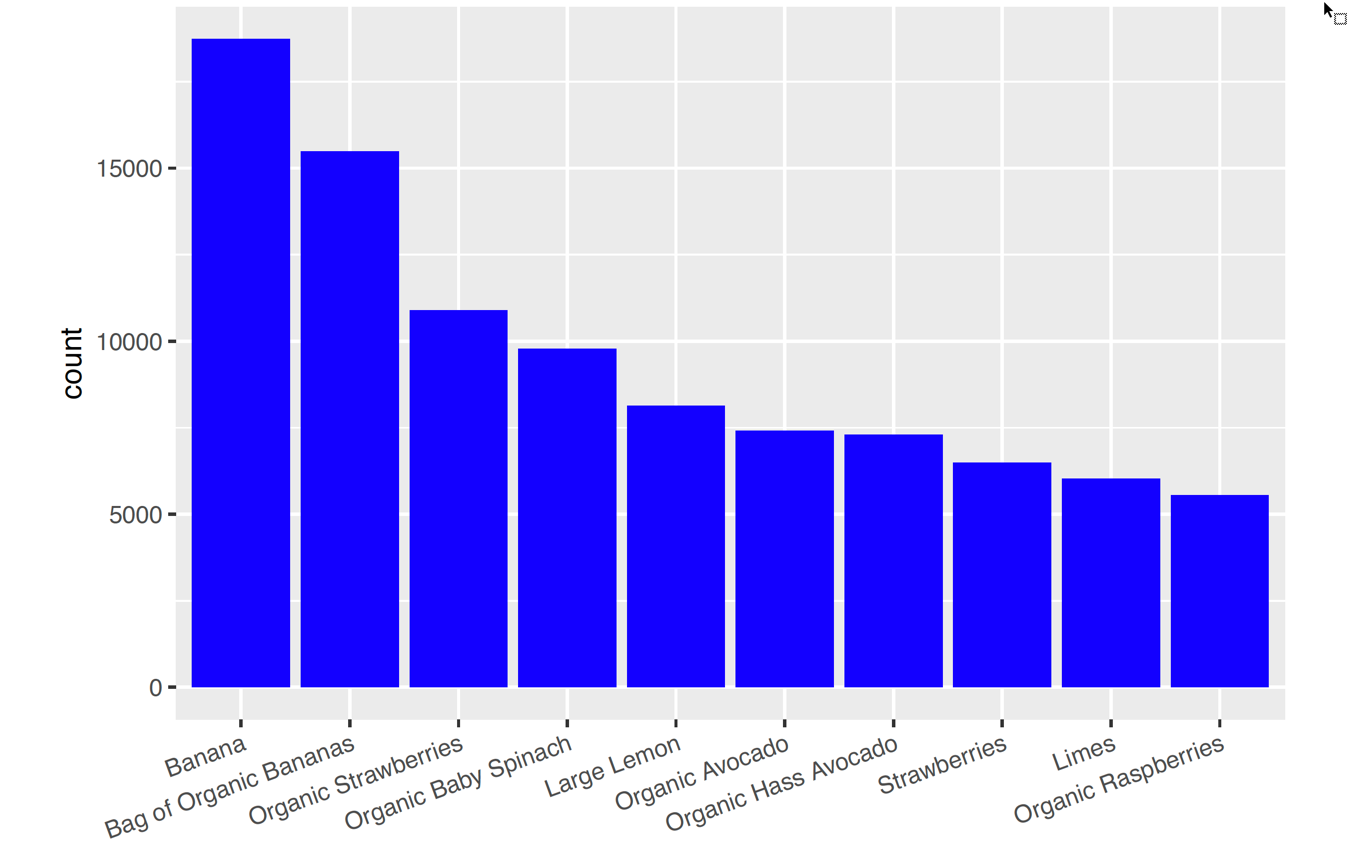 count
15000
10000
5000
0
Banana
Bag of Organic Bananas
Organic Strawberries
Organic Baby Spinach
Large Lemon
Organic Avocado
Organic Hass Avocado
Strawberries
Limes
Organic Raspberries